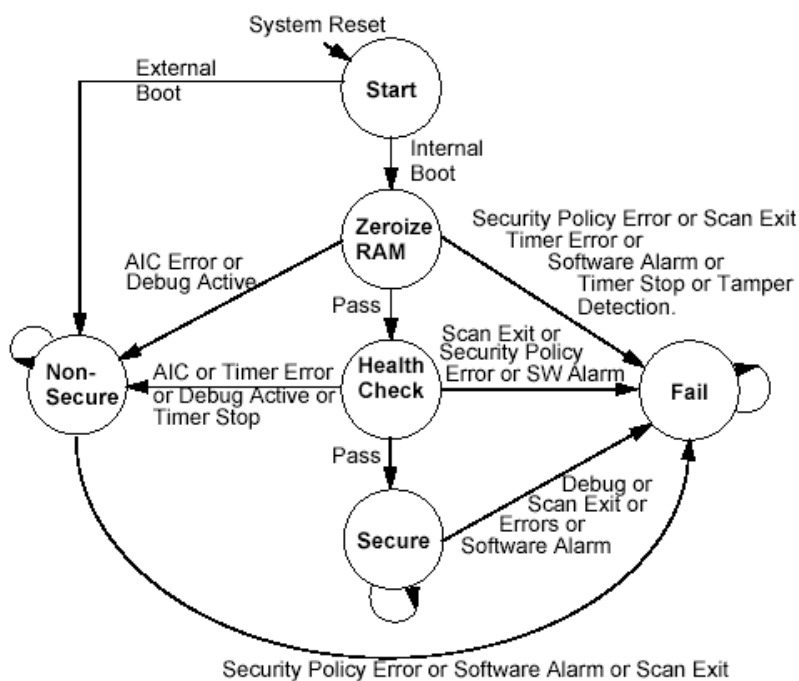 System Reset
External
Boot
Start
Internal
Boot
Zeroize
RAM
Security Policy Error or Scan Exit
Timer Error or
Software Alarm or
Timer Stop or Tamper
Detection.
AIC Error or
Debug Active
Pass
Scan Exit or
Security Policy
Error or SW Alarm
Non-
Secure
AIC or Timer Error
or Debug Active or
Timer Stop
Health
Check
Fail
Pass
Debug or
Scan Exit or
Errors or
Software Alarm
Secure
Security Policy Error or Software Alarm or Scan Exit